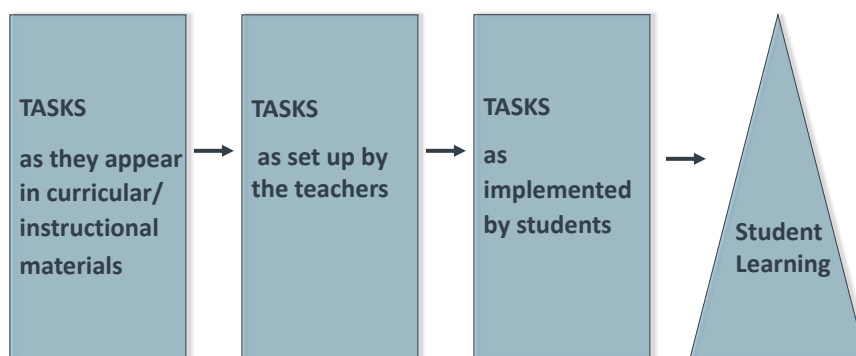 TASKS
as they appear
in curricular/
instructional
materials
TASKS
as set up by
the teachers
TASKS
as
implemented
by students
Student
Learning